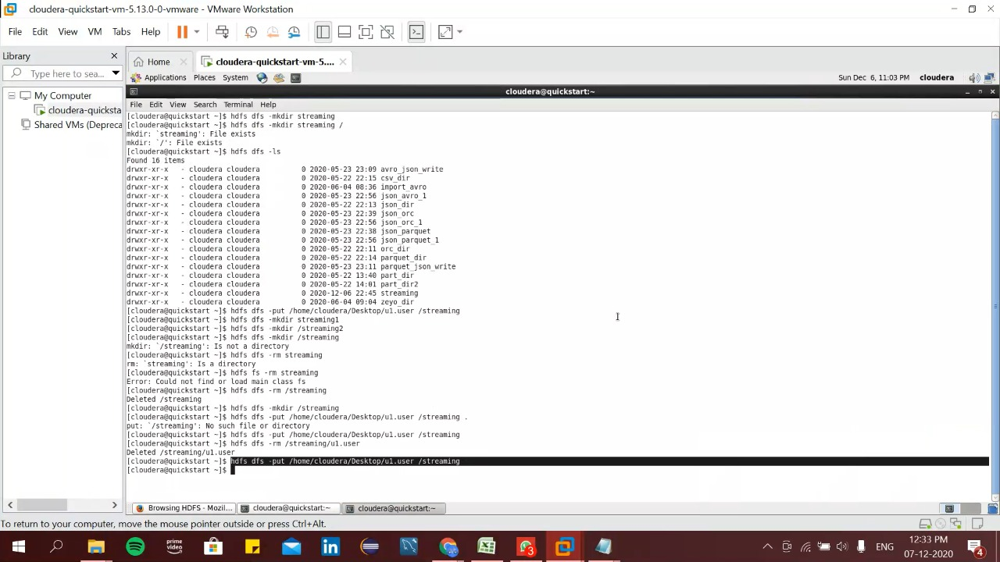 cloudera-quickstart-vm-5.13.0-0-vmware - VMware Workstation
File Edit View VM Tabs Help
Library
Type here to sea...
My Computer
cloudera-quicksta
Shared VMs (Depreca
Home
cloudera-quickstart-vm-5....
Applications Places System
Sun Dec 6, 11:03 PM cloudera
cloudera@quickstart:~
File Edit View Search Terminal Help
[cloudera@quickstart ~]$ hdfs dfs -mkdir streaming
[cloudera@quickstart ~]$ hdfs dfs -mkdir streaming /
mkdir: `streaming': File exists
mkdir: `/': File exists
[cloudera@quickstart ~]$ hdfs dfs -ls
Found 16 items
drwxr-xr-x - cloudera cloudera 0 2020-05-23 23:09 avro_json_write
drwxr-xr-x - cloudera cloudera 0 2020-05-22 22:15 csv_dir
drwxr-xr-x - cloudera cloudera 0 2020-06-04 08:36 import_avro
drwxr-xr-x - cloudera cloudera 0 2020-05-23 22:56 json_avro_1
drwxr-xr-x - cloudera cloudera 0 2020-05-22 22:13 json_dir
drwxr-xr-x - cloudera cloudera 0 2020-05-23 22:39 json_orc
drwxr-xr-x - cloudera cloudera 0 2020-05-23 22:56 json_orc_1
drwxr-xr-x - cloudera cloudera 0 2020-05-23 22:38 json_parquet
drwxr-xr-x - cloudera cloudera 0 2020-05-23 22:56 json_parquet_1
drwxr-xr-x - cloudera cloudera 0 2020-05-22 22:11 orc_dir
drwxr-xr-x - cloudera cloudera 0 2020-05-22 22:14 parquet_dir
drwxr-xr-x - cloudera cloudera 0 2020-05-23 23:11 parquet_json_write
drwxr-xr-x - cloudera cloudera 0 2020-05-22 13:40 part_dir
drwxr-xr-x - cloudera cloudera 0 2020-05-22 14:01 part_dir2
drwxr-xr-x - cloudera cloudera 0 2020-12-06 22:45 streaming
drwxr-xr-x - cloudera cloudera 0 2020-06-04 09:04 zeyo_dir
[cloudera@quickstart ~]$ hdfs dfs -put /home/cloudera/Desktop/u1.user /streaming
[cloudera@quickstart ~]$ hdfs dfs -mkdir streaming1
[cloudera@quickstart ~]$ hdfs dfs -mkdir /streaming2
[cloudera@quickstart ~]$ hdfs dfs -mkdir /streaming
mkdir: `/streaming': Is not a directory
[cloudera@quickstart ~]$ hdfs dfs -rm streaming
rm: `streaming': Is a directory
[cloudera@quickstart ~]$ hdfs fs -rm streaming
Error: Could not find or load main class fs
[cloudera@quickstart ~]$ hdfs dfs -rm /streaming
Deleted /streaming
[cloudera@quickstart ~]$ hdfs dfs -mkdir /streaming
[cloudera@quickstart ~]$ hdfs dfs -put /home/cloudera/Desktop/u1.user /streaming .
put: `/streaming': No such file or directory
[cloudera@quickstart ~]$ hdfs dfs -put /home/cloudera/Desktop/u1.user /streaming
[cloudera@quickstart ~]$ hdfs dfs -rm /streaming/u1.user
Deleted /streaming/u1.user
[cloudera@quickstart ~]$ hdfs dfs -put /home/cloudera/Desktop/u1.user /streaming
[cloudera@quickstart ~]$
Browsing HDFS - Mozil...
cloudera@quickstart:~
cloudera@quickstart:~
To return to your computer, move the mouse pointer outside or press Ctrl+Alt.
prime video
3
ENG
12:33 PM
07-12-2020
4